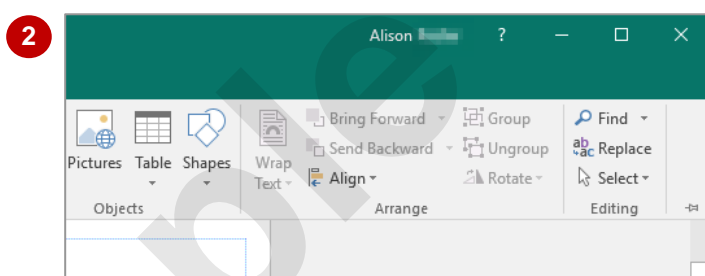 2
Alison
?
Bring Forward
Group
Find
Send Backward
Ungroup
Replace
Pictures Table Shapes
Wrap
Text
Align
Rotate
Select
Objects
Arrange
Editing